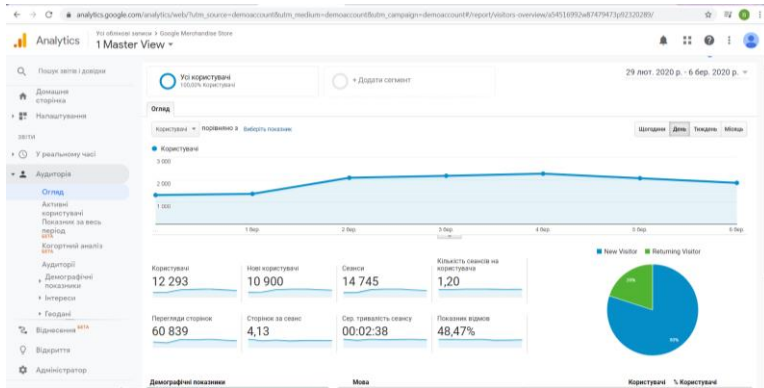 analytics.google.com/analytics/web/?utm_source=demoaccount&utm_medium=demoaccount&utm_campaign=demoaccount#/report/visitors-overview/a54516992w87479473p92320289/
Analytics
Усі облікові записи > Google Merchandise Store
1 Master View
Пошук звітів і довідки
Домашня сторінка
Налаштування
ЗВІТИ
У реальному часі
Аудиторія
Огляд
Активні користувачі
Показник за весь період
BETA
Когортний аналіз
BETA
Аудиторії
Демографічні показники
Інтереси
Геодані
Віднесення BETA
Відкриття
Адміністратор
Усі користувачі
100,00% Користувачі
+ Додати сегмент
29 лют. 2020 р. - 6 бер. 2020 р.
Огляд
Користувачі порівняно з Виберіть показник
Щогодини День Тиждень Місяць
Користувачі
3 000
2 000
1 000
... 1 бер. 2 бер. 3 бер. 4 бер. 5 бер. 6 бер.
New Visitor Returning Visitor
Користувачі
12 293
Нові користувачі
10 900
Сеанси
14 745
Кількість сеансів на користувача
1,20
Перегляди сторінок
60 839
Сторінок за сеанс
4,13
Сер. тривалість сеансу
00:02:38
Показник відмов
48,47%
Демографічні показники
Мова
Користувачі % Користувачі